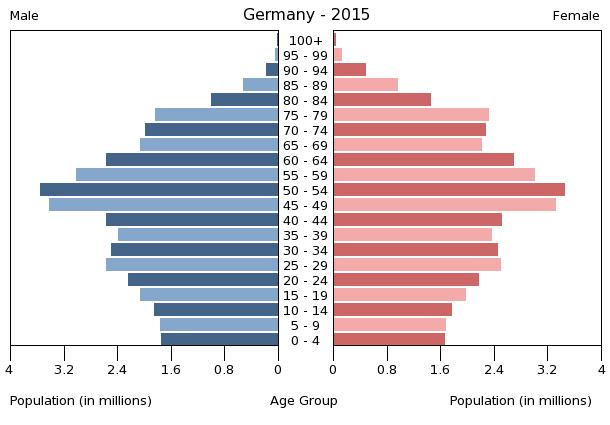 Male Germany - 2015 Female
100+
95 - 99
90 - 94
85 - 89
80 - 84
75 - 79
70 - 74
65 - 69
60 - 64
55 - 59
50 - 54
45 - 49
40 - 44
35 - 39
30 - 34
25 - 29
20 - 24
15 - 19
10 - 14
5 - 9
0 - 4
4 3.2 2.4 1.6 0.8 0 0 0.8 1.6 2.4 3.2 4
Population (in millions) Age Group Population (in millions)